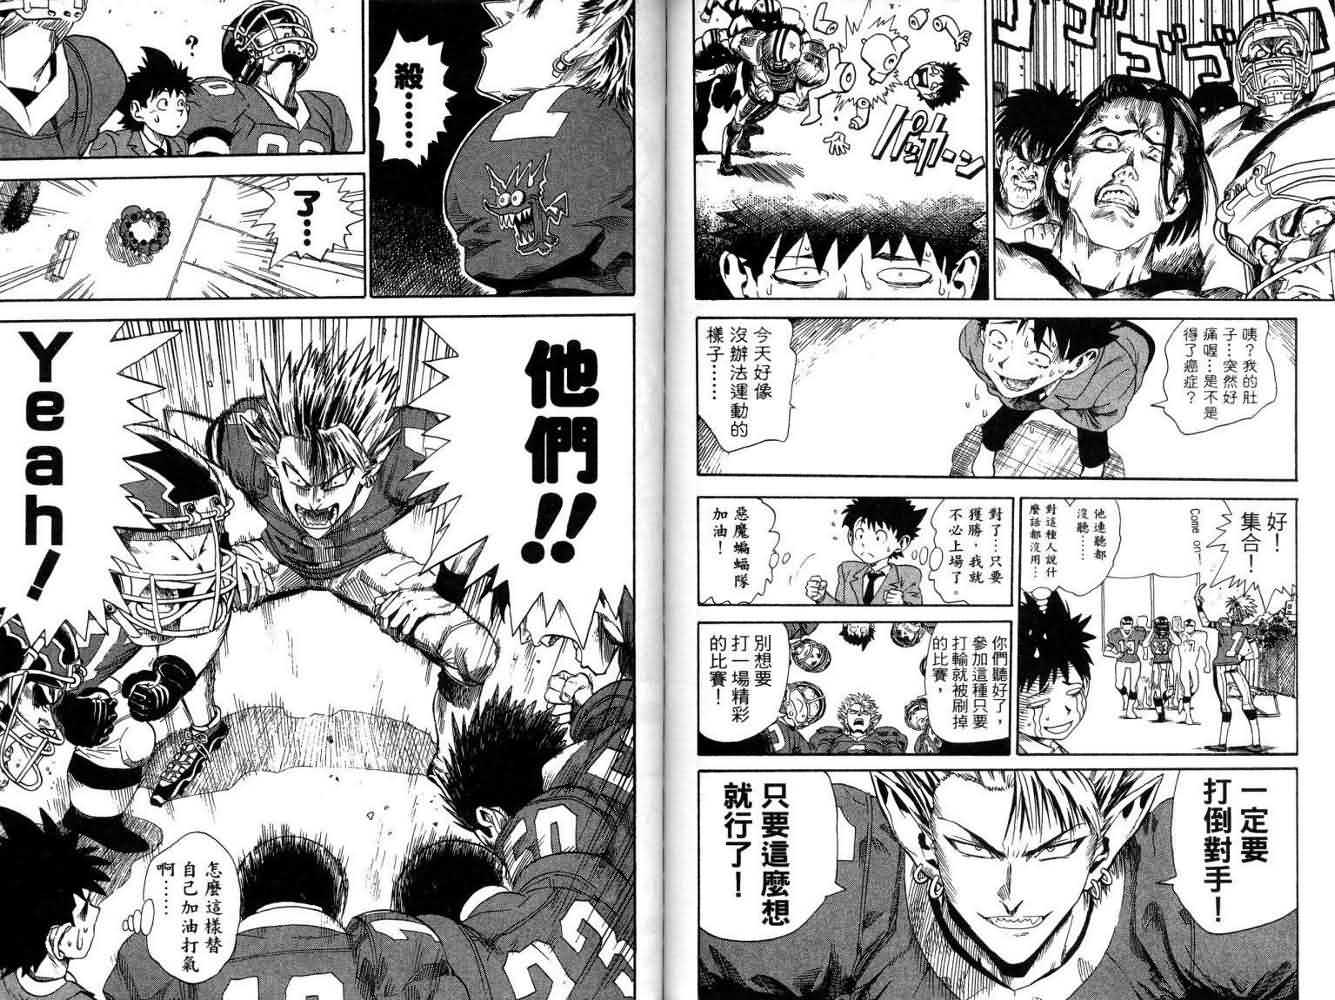 ゴゴゴゴゴゴ
パッカーン
咦？我的肚
子…突然好
痛喔…是不是
得了癌症？
今天好像
沒辦法運動的
樣子……
好！
集合！
Come on…
他連聽都
沒聽……
對這種人說什
麼話都沒用…
對了…只要
獲勝，我就
不必上場了。
惡魔蝙蝠隊
加油！
你們聽好了，
參加這種只要
打輸就被刷掉
的比賽，
別想要
打一場精彩
的比賽！
一定要
打倒對手！
只要這麼想
就行了！
殺……
?
了…
他們!!
Yeah!
怎麼這樣替
自己加油打氣
啊……